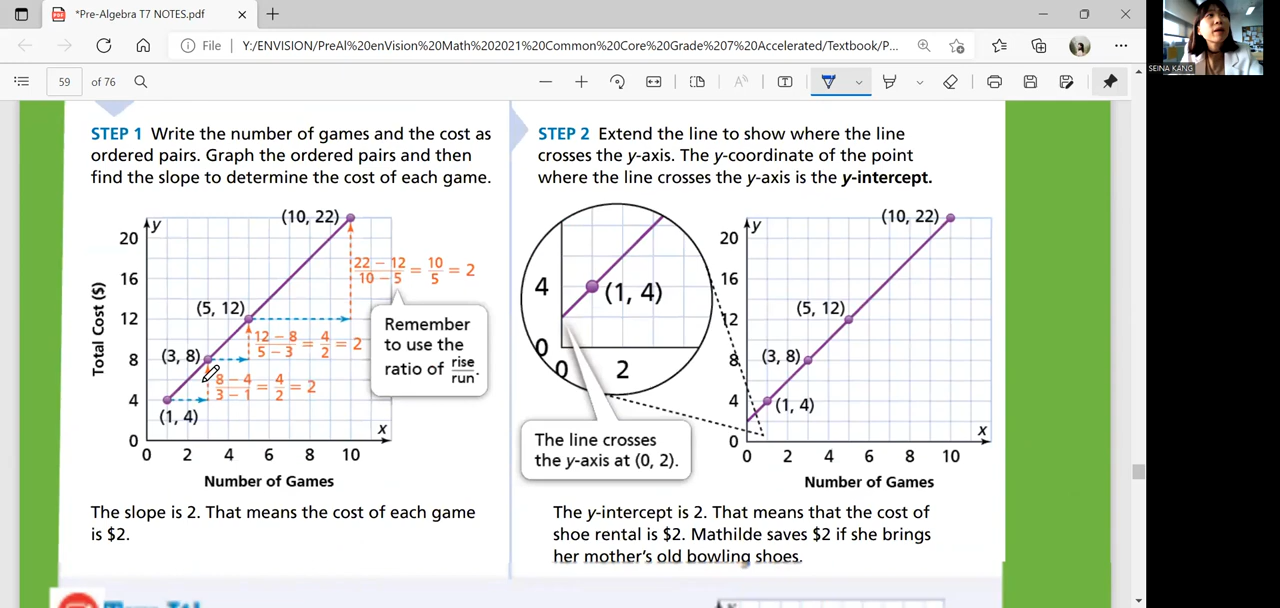 *Pre-Algebra T7 NOTES.pdf
File
Y:/ENVISION/PreAl%20enVision%20Math%202021%20Common%20Core%20Grade%207%20Accelerated/Textbook/P...
59 of 76
SEINA KANG
STEP 1 Write the number of games and the cost as
ordered pairs. Graph the ordered pairs and then
find the slope to determine the cost of each game.
y
20
16
12
8
4
0
Total Cost ($)
(10, 22)
(5, 12)
(3, 8)
(1, 4)
22 − 12 / 10 − 5 = 10 / 5 = 2
12 − 8 / 5 − 3 = 4 / 2 = 2
8 − 4 / 3 − 1 = 4 / 2 = 2
Remember
to use the
ratio of rise/run.
x
0 2 4 6 8 10
Number of Games
The slope is 2. That means the cost of each game
is $2.
STEP 2 Extend the line to show where the line
crosses the y-axis. The y-coordinate of the point
where the line crosses the y-axis is the y-intercept.
4
(1, 4)
0
0 2
The line crosses
the y-axis at (0, 2).
y
20
16
12
8
4
0
(10, 22)
(5, 12)
(3, 8)
(1, 4)
x
0 2 4 6 8 10
Number of Games
The y-intercept is 2. That means that the cost of
shoe rental is $2. Mathilde saves $2 if she brings
her mother's old bowling shoes.